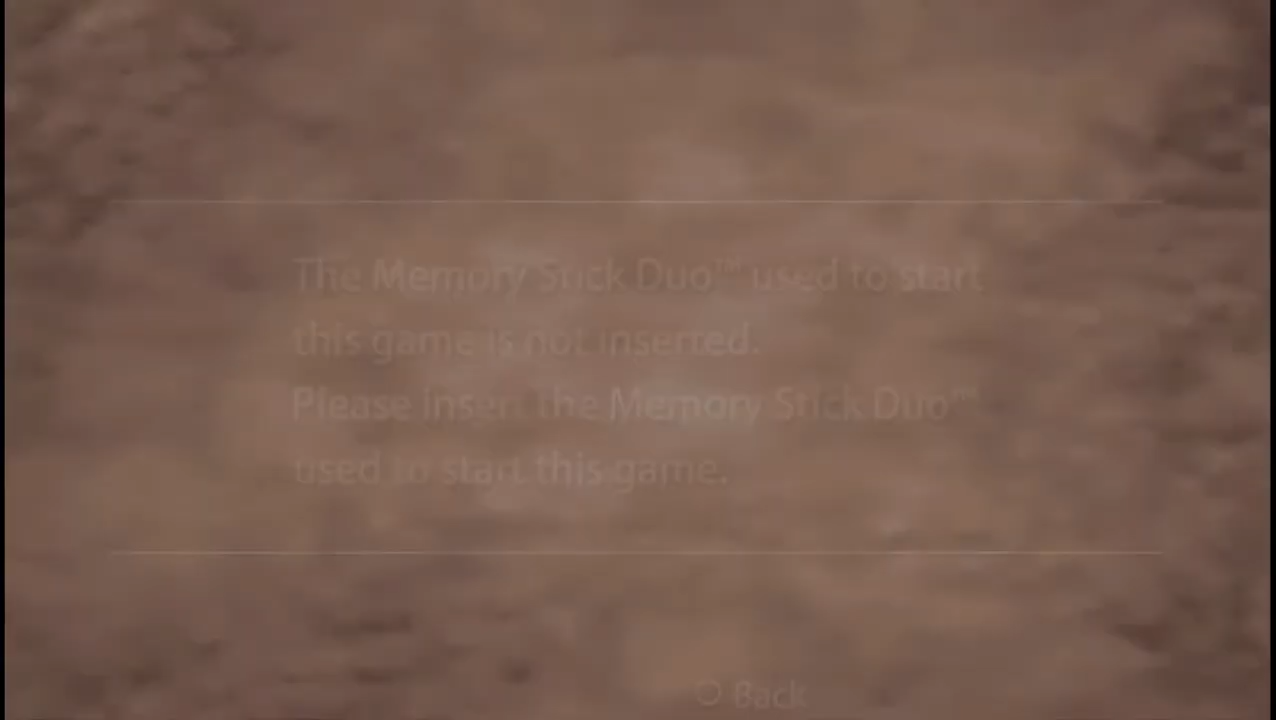 The Memory Stick Duo™ used to start
this game is not inserted.
Please insert the Memory Stick Duo™
used to start this game.
Back